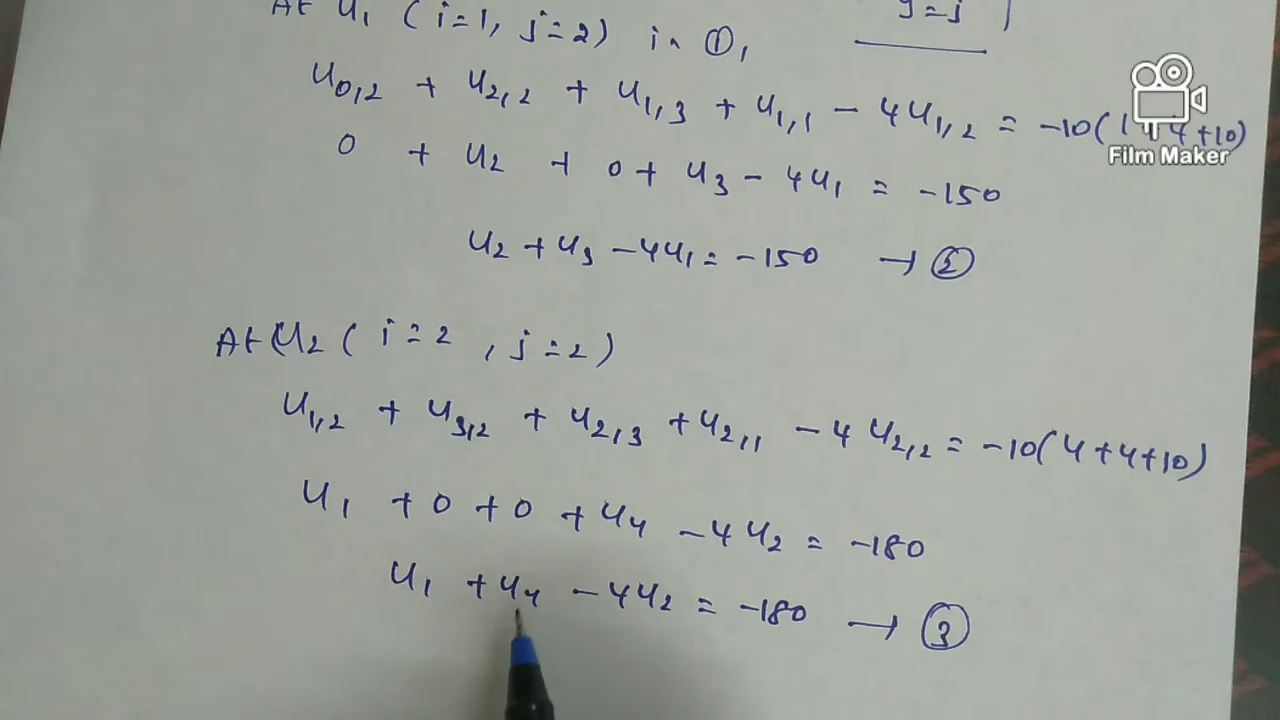 At u₁ (i=1, j=2) in ①,
y=j
u₀,₂ + u₂,₂ + u₁,₃ + u₁,₁ - 4u₁,₂ = -10(1+4+10)
Film Maker
0 + u₂ + 0 + u₃ - 4u₁ = -150
u₂ + u₃ - 4u₁ = -150 → ②
At u₂ (i=2, j=2)
u₁,₂ + u₃,₂ + u₂,₃ + u₂,₁ - 4u₂,₂ = -10(4+4+10)
u₁ + 0 + 0 + u₄ - 4u₂ = -180
u₁ + u₄ - 4u₂ = -180 → ③